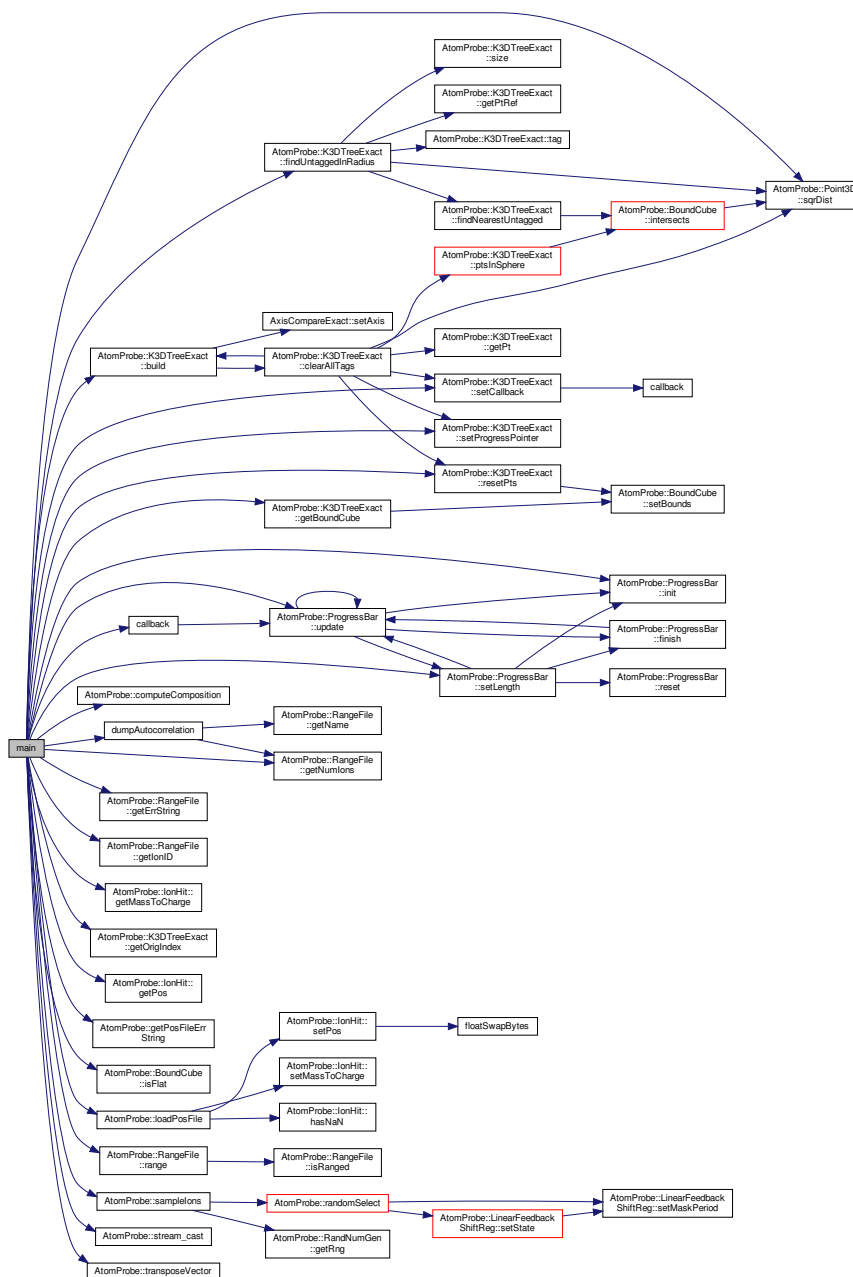 AtomProbe::K3DTreeExact
::size
AtomProbe::K3DTreeExact
::getPtRef
AtomProbe::K3DTreeExact::tag
AtomProbe::K3DTreeExact
::findUntaggedInRadius
AtomProbe::Point3D
::sqrDist
AtomProbe::K3DTreeExact
::findNearestUntagged
AtomProbe::BoundCube
::intersects
AtomProbe::K3DTreeExact
::ptsInSphere
AxisCompareExact::setAxis
AtomProbe::K3DTreeExact
::build
AtomProbe::K3DTreeExact
::clearAllTags
AtomProbe::K3DTreeExact
::getPt
AtomProbe::K3DTreeExact
::setCallback
callback
AtomProbe::K3DTreeExact
::setProgressPointer
AtomProbe::K3DTreeExact
::resetPts
AtomProbe::K3DTreeExact
::getBoundCube
AtomProbe::BoundCube
::setBounds
AtomProbe::ProgressBar
::init
callback
AtomProbe::ProgressBar
::update
AtomProbe::ProgressBar
::finish
AtomProbe::ProgressBar
::setLength
AtomProbe::ProgressBar
::reset
AtomProbe::computeComposition
main
dumpAutocorrelation
AtomProbe::RangeFile
::getName
AtomProbe::RangeFile
::getNumIons
AtomProbe::RangeFile
::getErrString
AtomProbe::RangeFile
::getIonID
AtomProbe::IonHit::
getMassToCharge
AtomProbe::K3DTreeExact
::getOrigIndex
AtomProbe::IonHit::
getPos
AtomProbe::getPosFileErr
String
AtomProbe::IonHit::
setPos
floatSwapBytes
AtomProbe::BoundCube
::isFlat
AtomProbe::IonHit::
setMassToCharge
AtomProbe::loadPosFile
AtomProbe::IonHit::
hasNaN
AtomProbe::RangeFile
::range
AtomProbe::RangeFile
::isRanged
AtomProbe::sampleIons
AtomProbe::randomSelect
AtomProbe::LinearFeedback
ShiftReg::setMaskPeriod
AtomProbe::LinearFeedback
ShiftReg::setState
AtomProbe::stream_cast
AtomProbe::RandNumGen
::getRng
AtomProbe::transposeVector